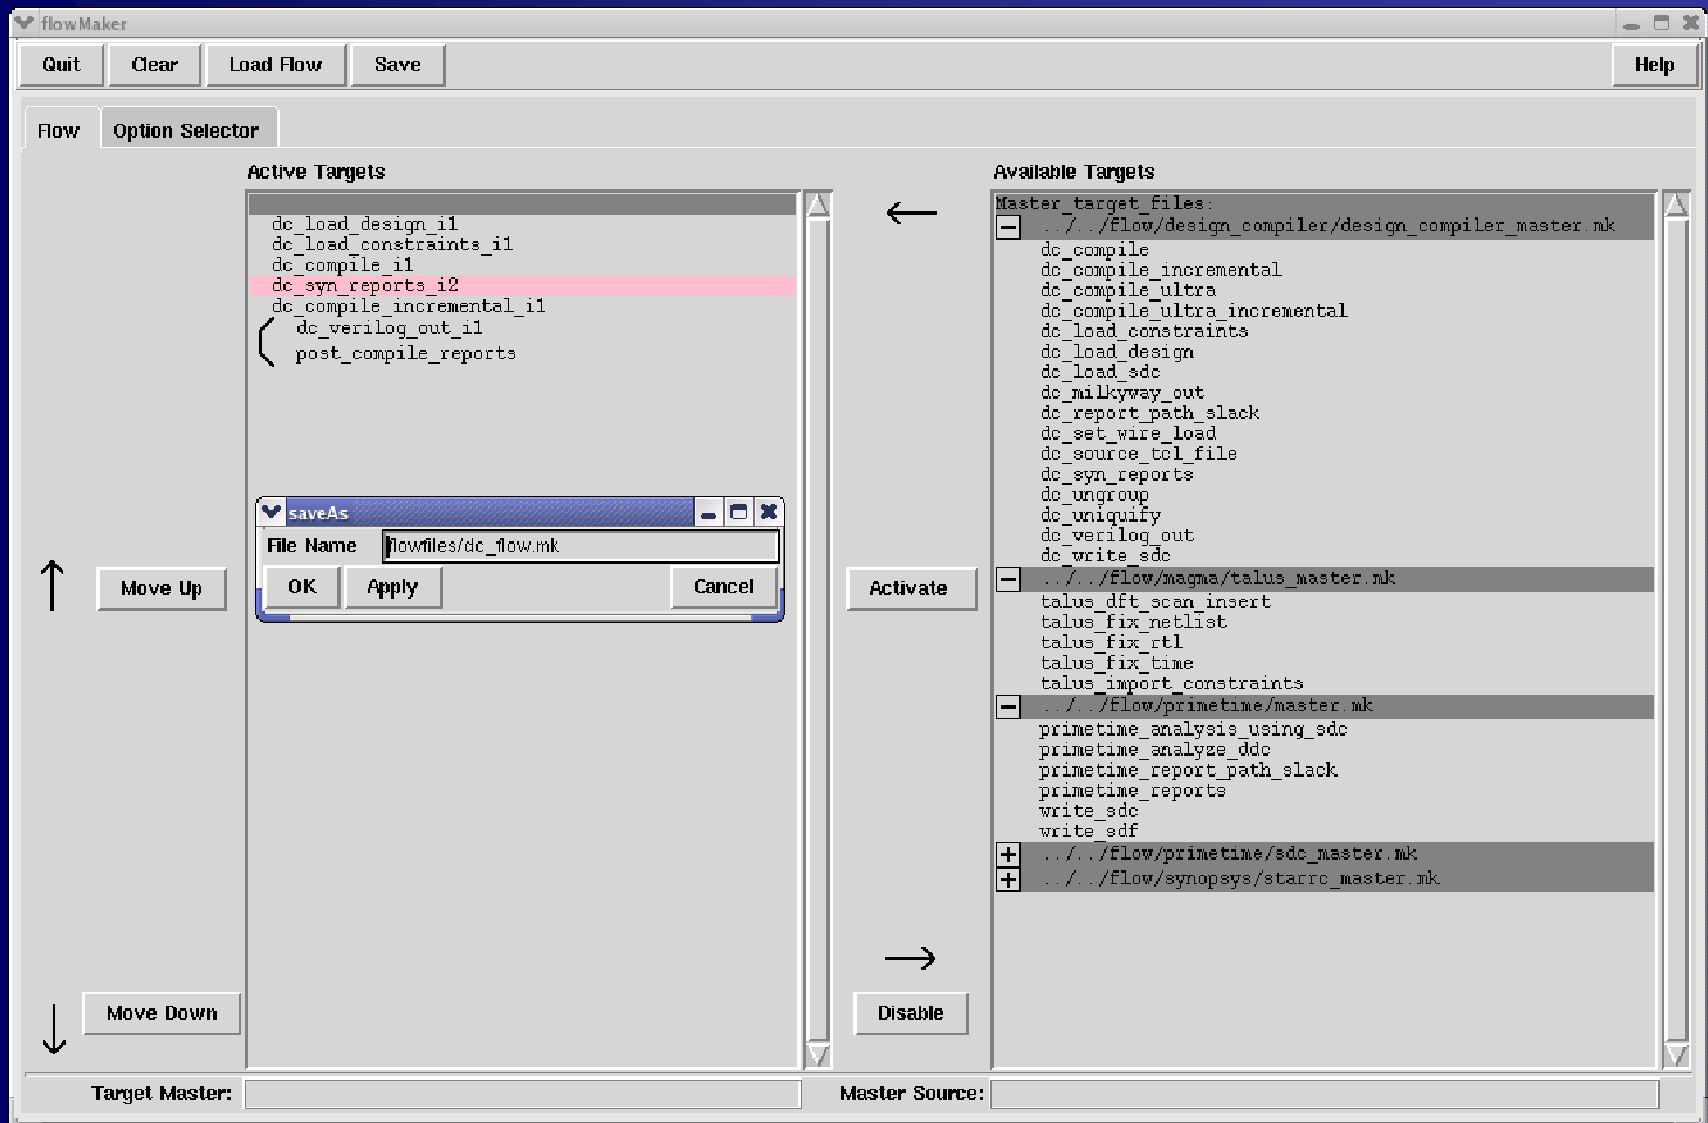 flowMaker
Quit Clear Load Flow Save Help
Flow Option Selector
Active Targets
dc_load_design_i1
dc_load_constraints_i1
dc_compile_i1
dc_syn_reports_i2
dc_compile_incremental_i1
dc_verilog_out_i1
post_compile_reports
saveAs
File Name flowfiles/dc_flow.mk
OK Apply Cancel
Move Up
Move Down
Activate
Disable
Available Targets
Master_target_files:
../../flow/design_compiler/design_compiler_master.mk
dc_compile
dc_compile_incremental
dc_compile_ultra
dc_compile_ultra_incremental
dc_load_constraints
dc_load_design
dc_load_sdc
dc_milkyway_out
dc_report_path_slack
dc_set_wire_load
dc_source_tcl_file
dc_syn_reports
dc_ungroup
dc_uniquify
dc_verilog_out
dc_write_sdc
../../flow/magma/talus_master.mk
talus_dft_scan_insert
talus_fix_netlist
talus_fix_rtl
talus_fix_time
talus_import_constraints
../../flow/primetime/master.mk
primetime_analysis_using_sdc
primetime_analyze_ddc
primetime_report_path_slack
primetime_reports
write_sdc
write_sdf
../../flow/primetime/sdc_master.mk
../../flow/synopsys/starrc_master.mk
Target Master: Master Source: